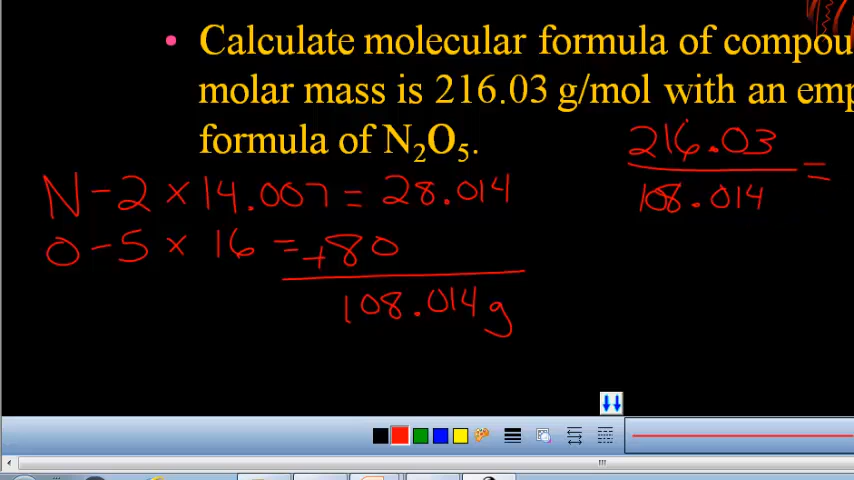 • Calculate molecular formula of compou
molar mass is 216.03 g/mol with an emp
formula of N₂O₅.
216.03
108.014 =
N - 2 × 14.007 = 28.014
O - 5 × 16 = +80
108.014 g